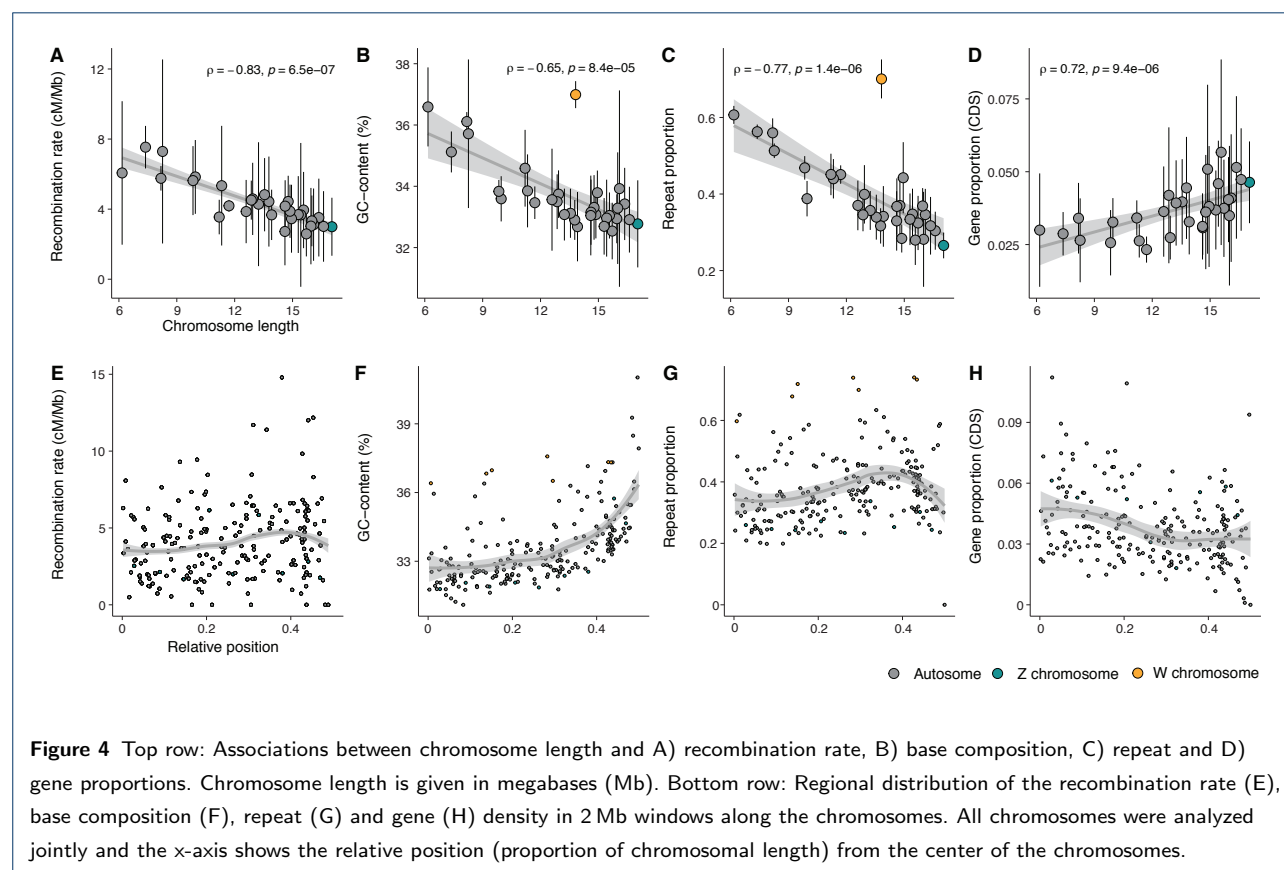 A
Recombination rate (cM/Mb)
ρ = −0.83, p = 6.5e−07
12
8
4
0
6 9 12 15
Chromosome length
B
GC−content (%)
ρ = −0.65, p = 8.4e−05
38
36
34
32
6 9 12 15
C
Repeat proportion
ρ = −0.77, p = 1.4e−06
0.6
0.4
0.2
6 9 12 15
D
Gene proportion (CDS)
ρ = 0.72, p = 9.4e−06
0.075
0.050
0.025
6 9 12 15
E
Recombination rate (cM/Mb)
15
10
5
0
0 0.2 0.4
Relative position
F
GC−content (%)
39
36
33
0 0.2 0.4
G
Repeat proportion
0.6
0.4
0.2
0
0 0.2 0.4
H
Gene proportion (CDS)
0.09
0.06
0.03
0
0 0.2 0.4
Autosome Z chromosome W chromosome
Figure 4 Top row: Associations between chromosome length and A) recombination rate, B) base composition, C) repeat and D)
gene proportions. Chromosome length is given in megabases (Mb). Bottom row: Regional distribution of the recombination rate (E),
base composition (F), repeat (G) and gene (H) density in 2 Mb windows along the chromosomes. All chromosomes were analyzed
jointly and the x-axis shows the relative position (proportion of chromosomal length) from the center of the chromosomes.